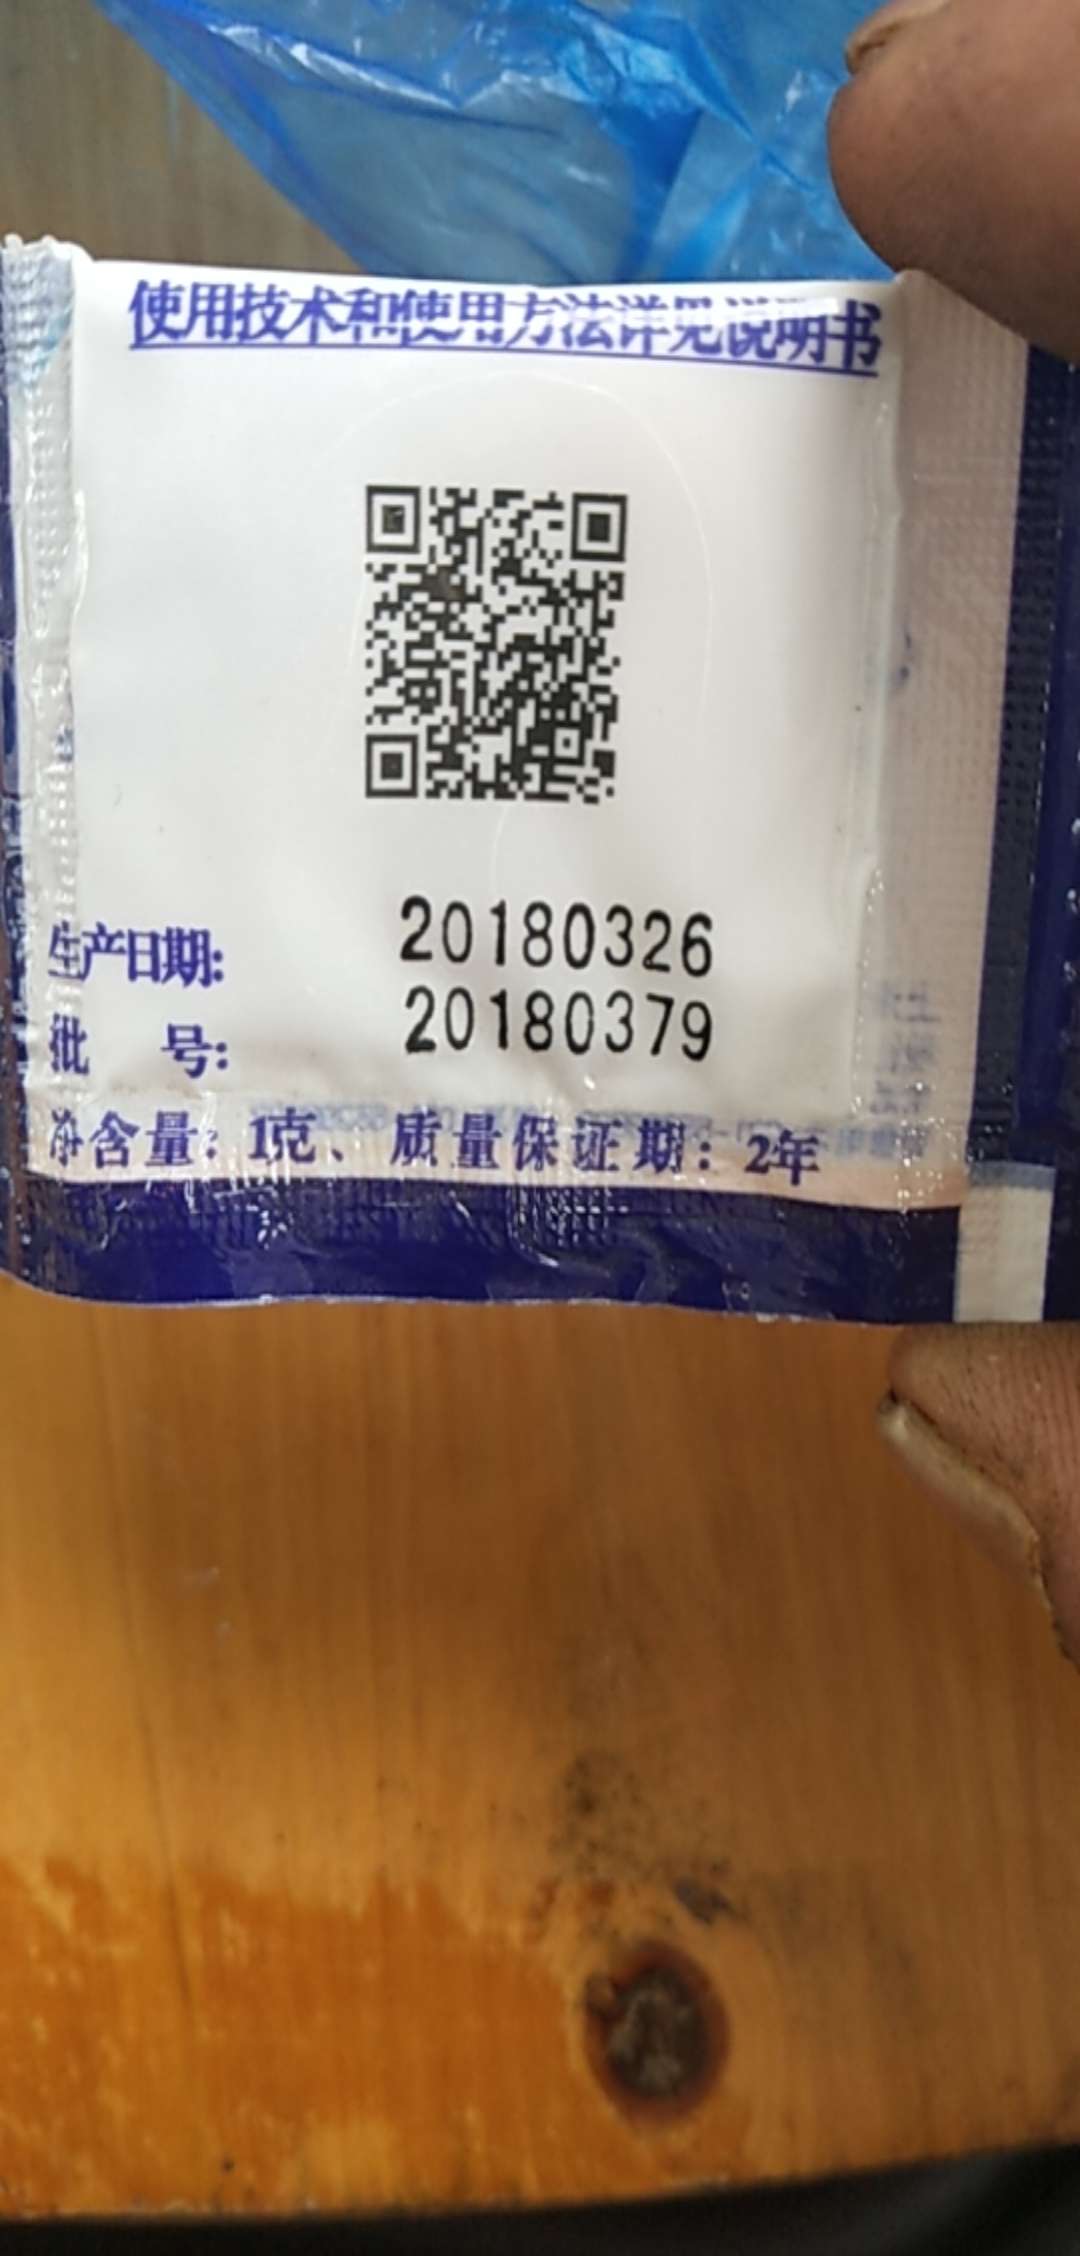 使用技术和使用方法详见说明书
生产日期: 20180326
批 号: 20180379
净含量: 1克、质量保证期: 2年